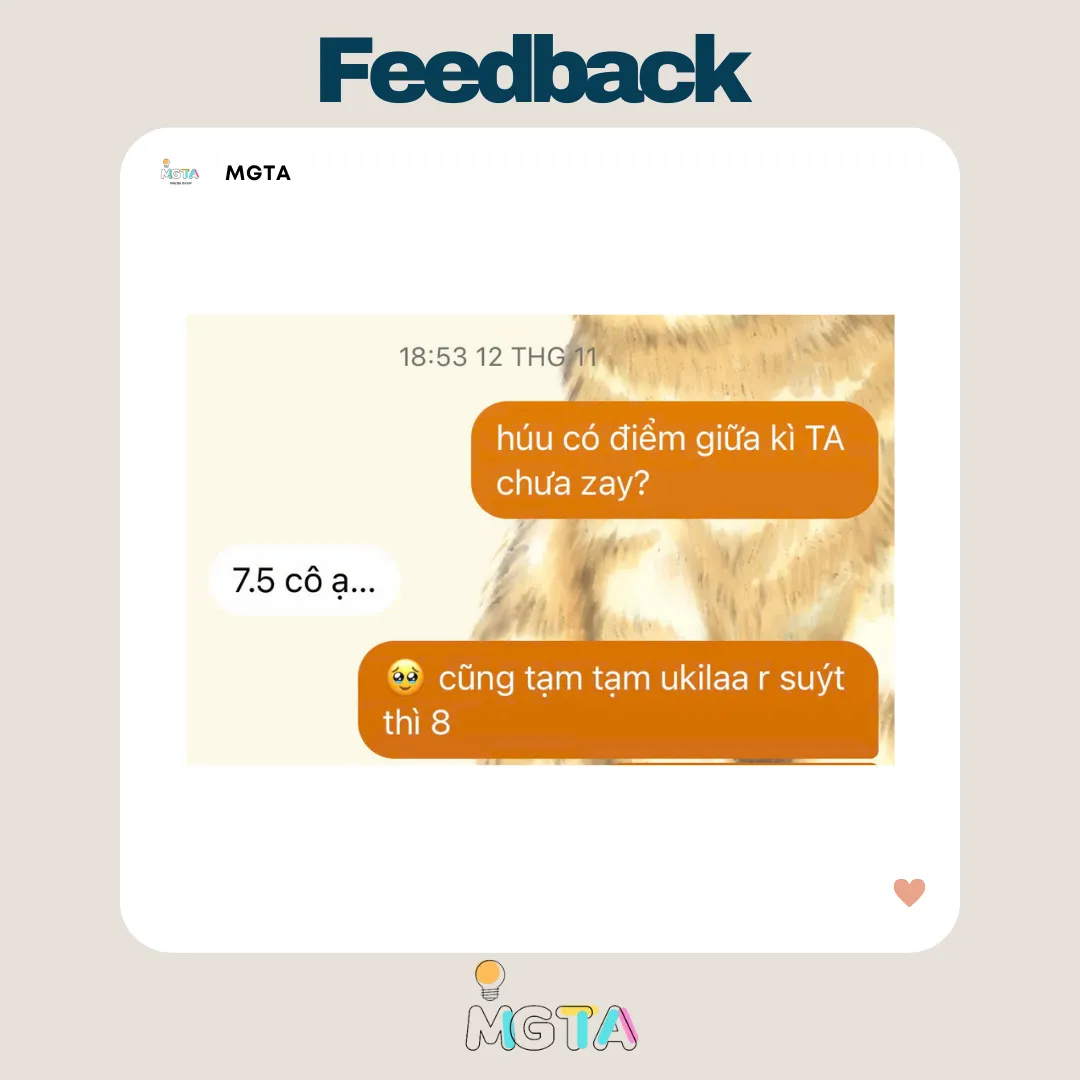 Feedback
MGTA
MGTA
18:53 12 THG 11
húu có điểm giữa kì TA
chưa zay?
7.5 cô ạ...
🥹 cũng tạm tạm ukilaa r suýt
thì 8
MGTA